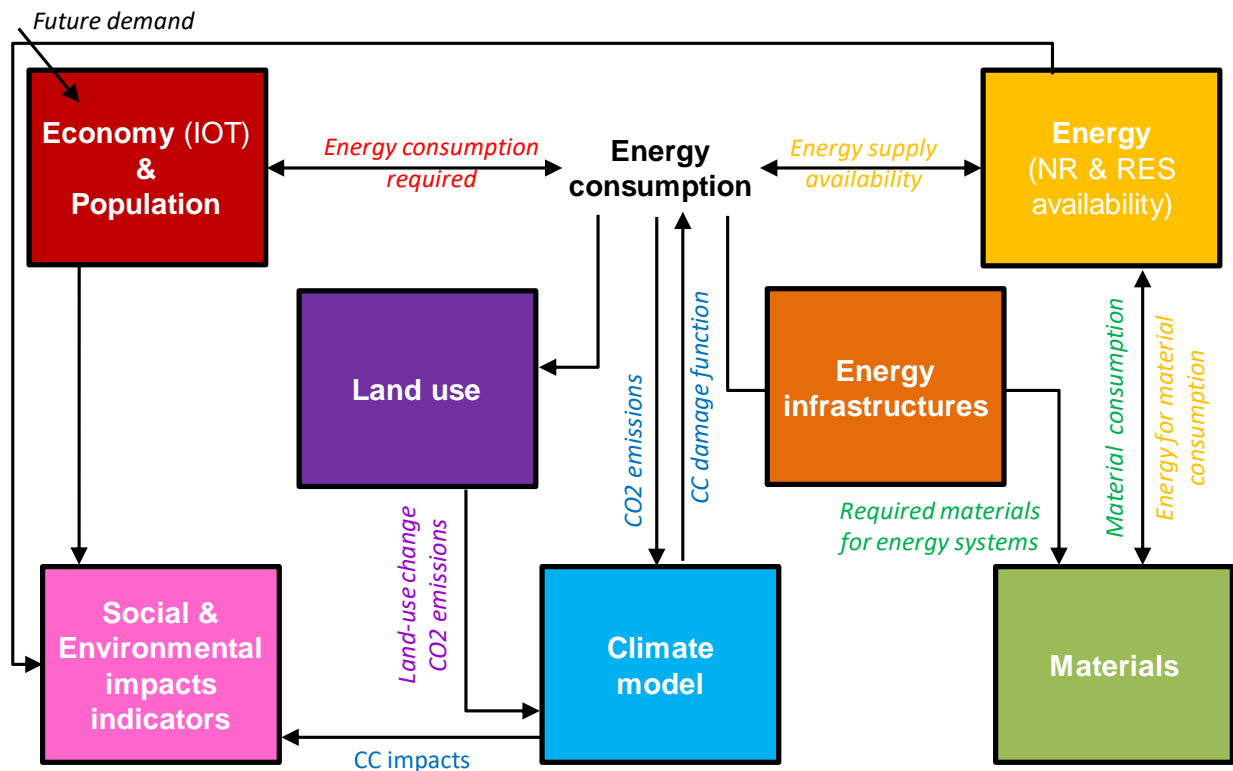 Future demand
Economy (IOT)
&
Population
Energy consumption
required
Energy
consumption
Energy supply
availability
Energy
(NR & RES
availability)
Land use
CO2 emissions
CC damage function
Energy
infrastructures
Material consumption
Energy for material
consumption
Required materials
for energy systems
Land-use change
CO2 emissions
Social &
Environmental
impacts
indicators
Climate
model
Materials
CC impacts